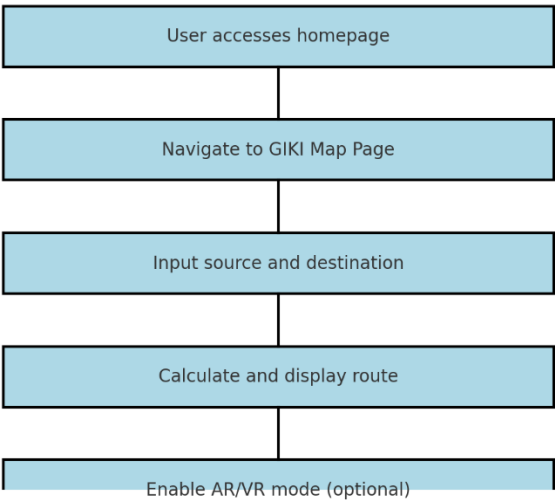 User accesses homepage
Navigate to GIKI Map Page
Input source and destination
Calculate and display route
Enable AR/VR mode (optional)